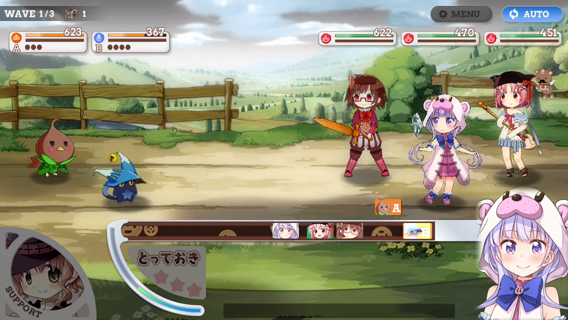 WAVE 1/3 1
MENU
AUTO
623
A
367
B
622
470
451
A
とっておき
SUPPORT